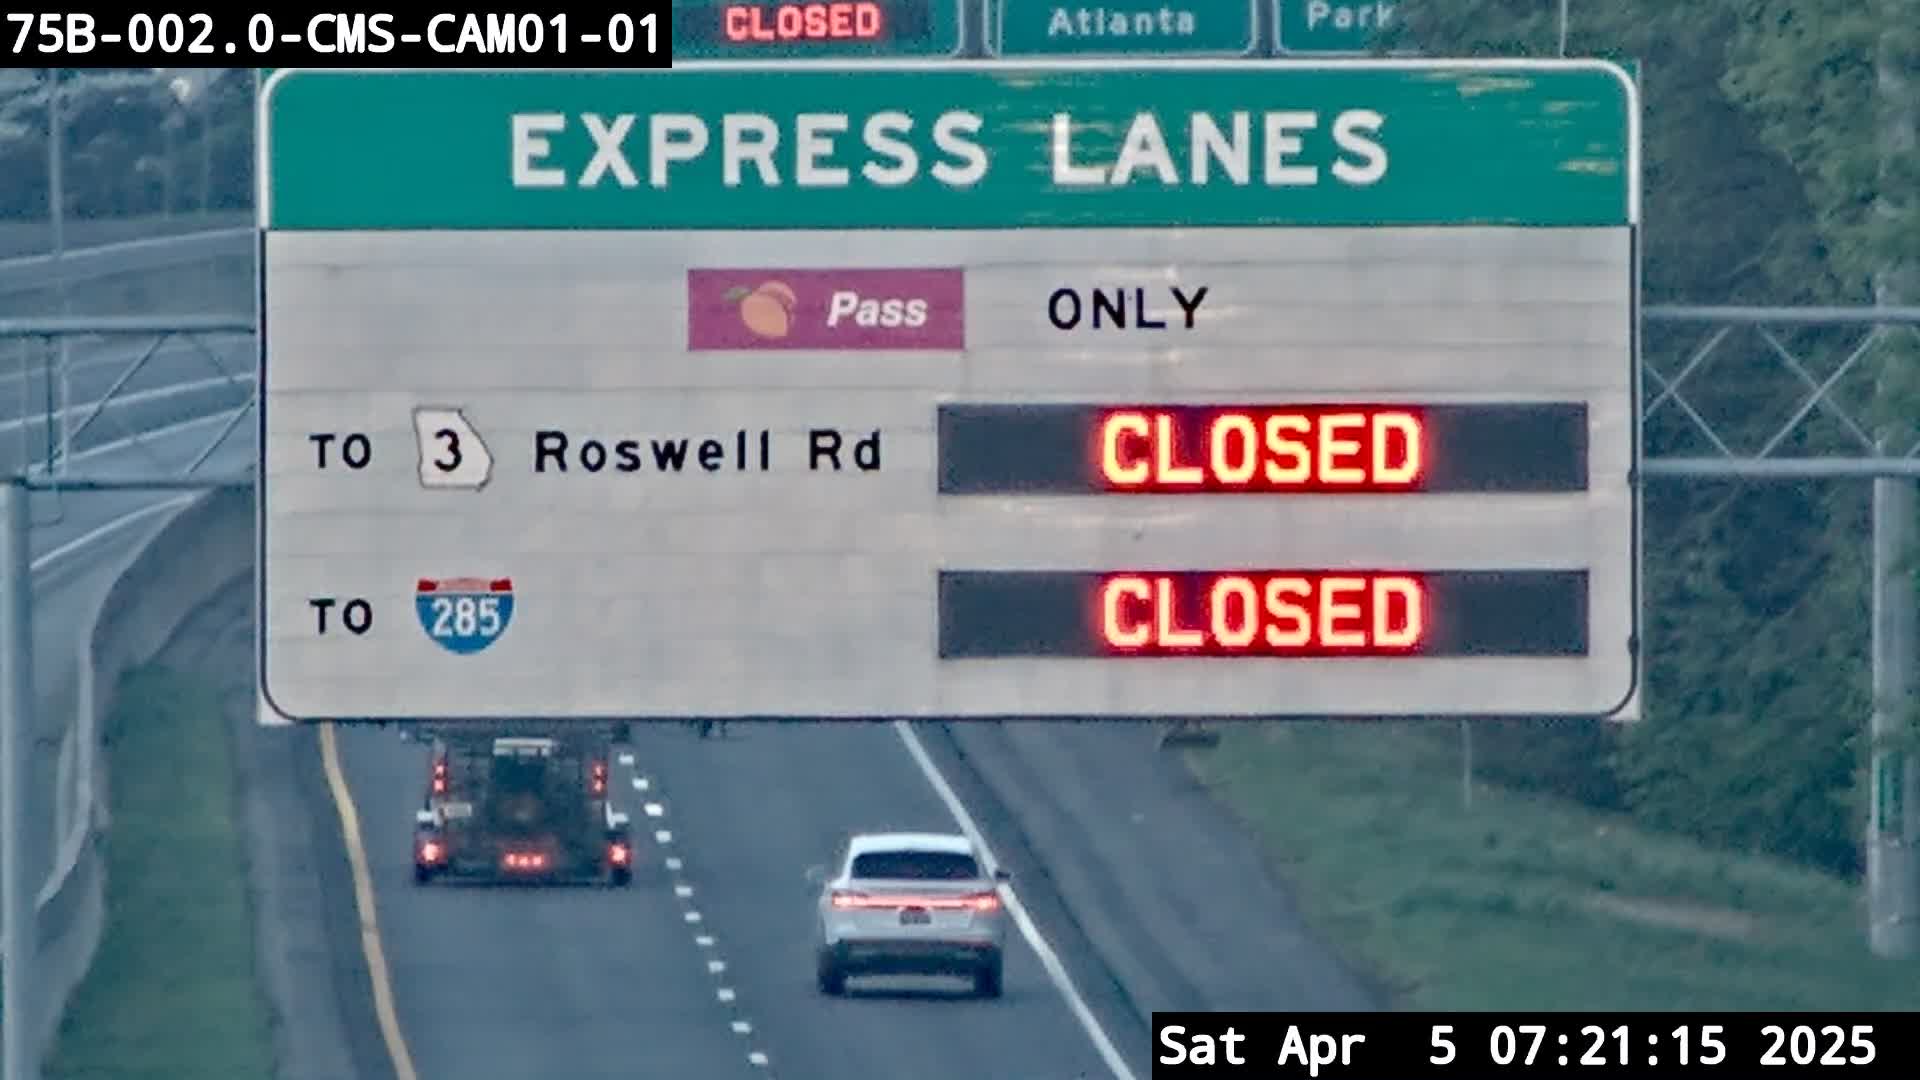 75B-002.0-CMS-CAM01-01
CLOSED
Atlanta
Park
EXPRESS LANES
Pass ONLY
TO 3 Roswell Rd CLOSED
TO 285 CLOSED
Sat Apr 5 07:21:15 2025